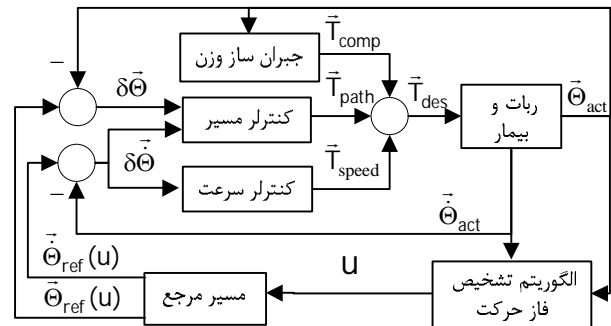 جبران ساز وزن
T⃗comp
−
δΘ⃗
کنترلر مسیر
T⃗path
T⃗des
ربات و
بیمار
Θ⃗act
δΘ̇⃗
کنترلر سرعت
T⃗speed
−
Θ̇⃗act
Θ̇⃗ref(u)
Θ⃗ref(u)
مسیر مرجع
u
الگوریتم تشخیص
فاز حرکت